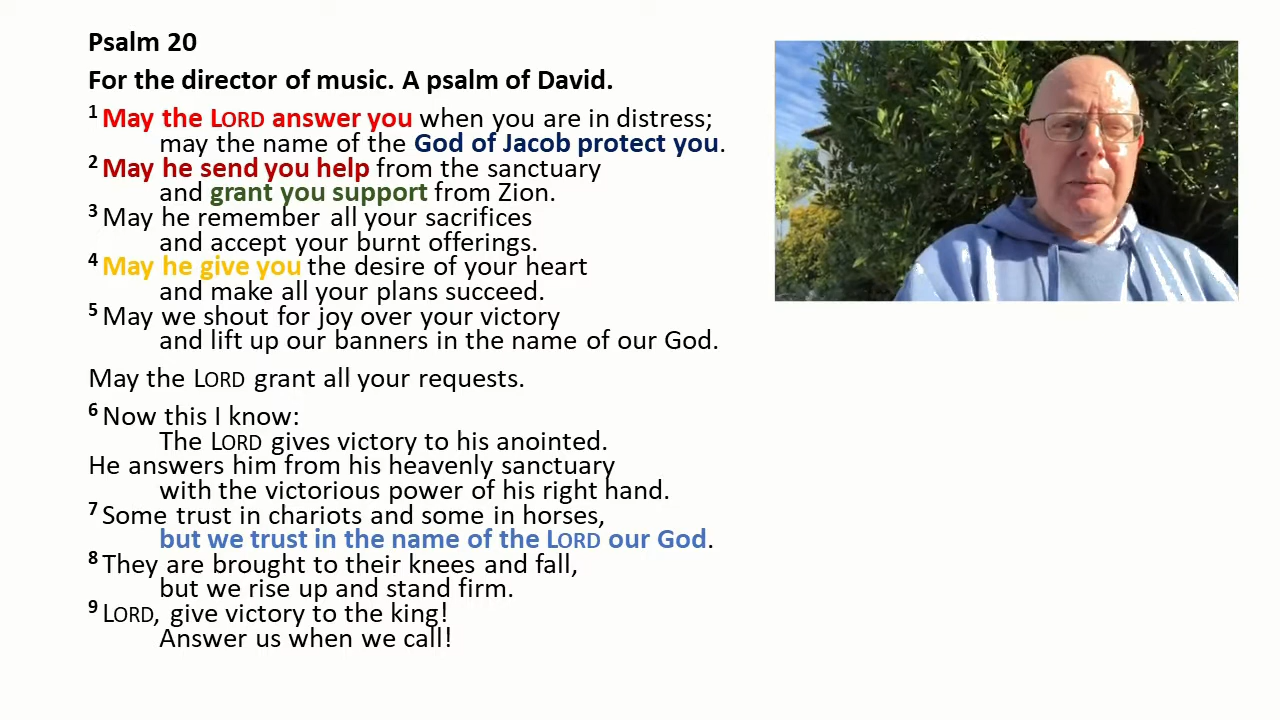 Psalm 20
For the director of music. A psalm of David.
1 May the LORD answer you when you are in distress;
may the name of the God of Jacob protect you.
2 May he send you help from the sanctuary
and grant you support from Zion.
3 May he remember all your sacrifices
and accept your burnt offerings.
4 May he give you the desire of your heart
and make all your plans succeed.
5 May we shout for joy over your victory
and lift up our banners in the name of our God.
May the LORD grant all your requests.
6 Now this I know:
The LORD gives victory to his anointed.
He answers him from his heavenly sanctuary
with the victorious power of his right hand.
7 Some trust in chariots and some in horses,
but we trust in the name of the LORD our God.
8 They are brought to their knees and fall,
but we rise up and stand firm.
9 LORD, give victory to the king!
Answer us when we call!